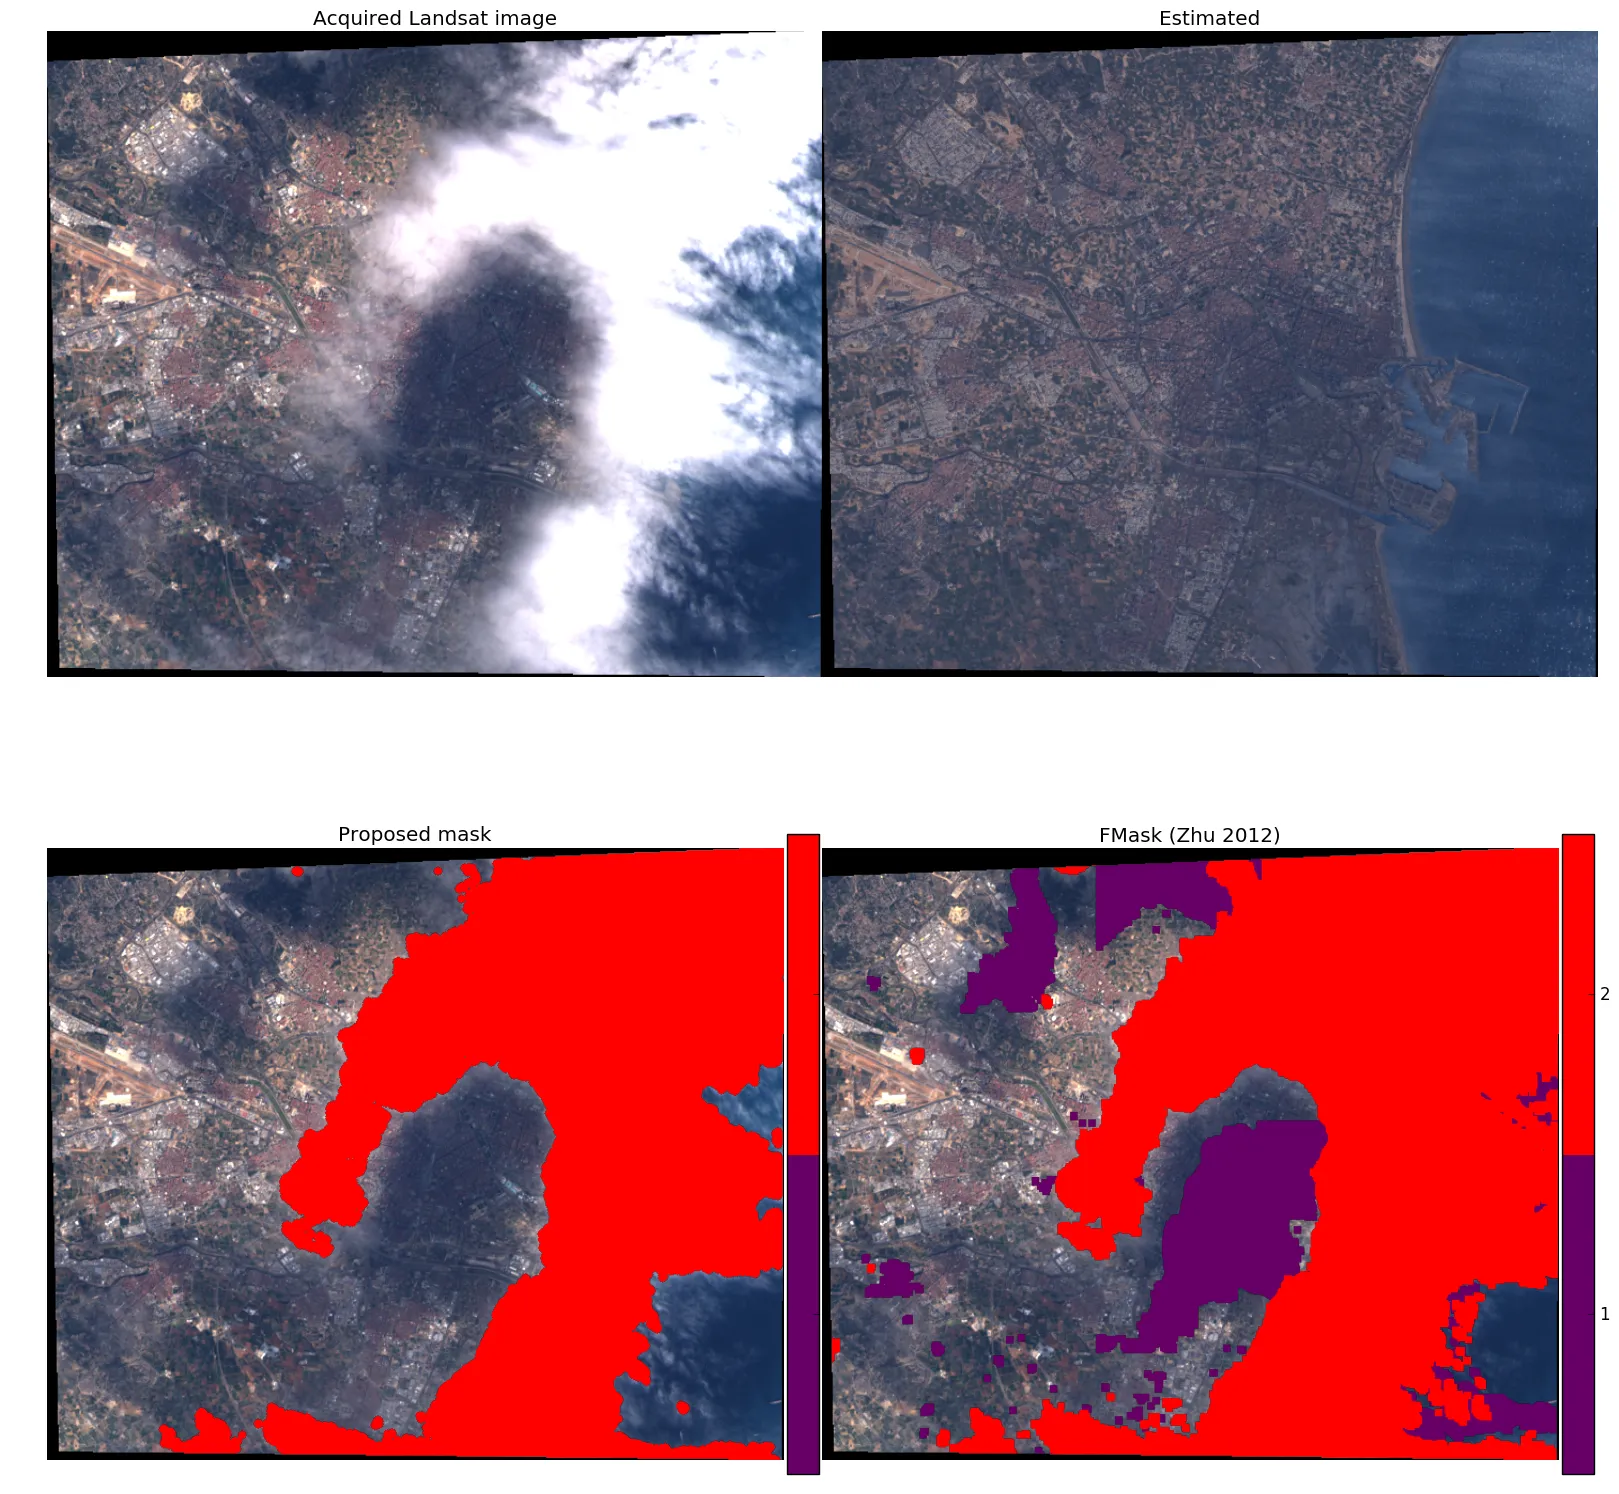 Acquired Landsat image
Estimated
Proposed mask
FMask (Zhu 2012)
2
1